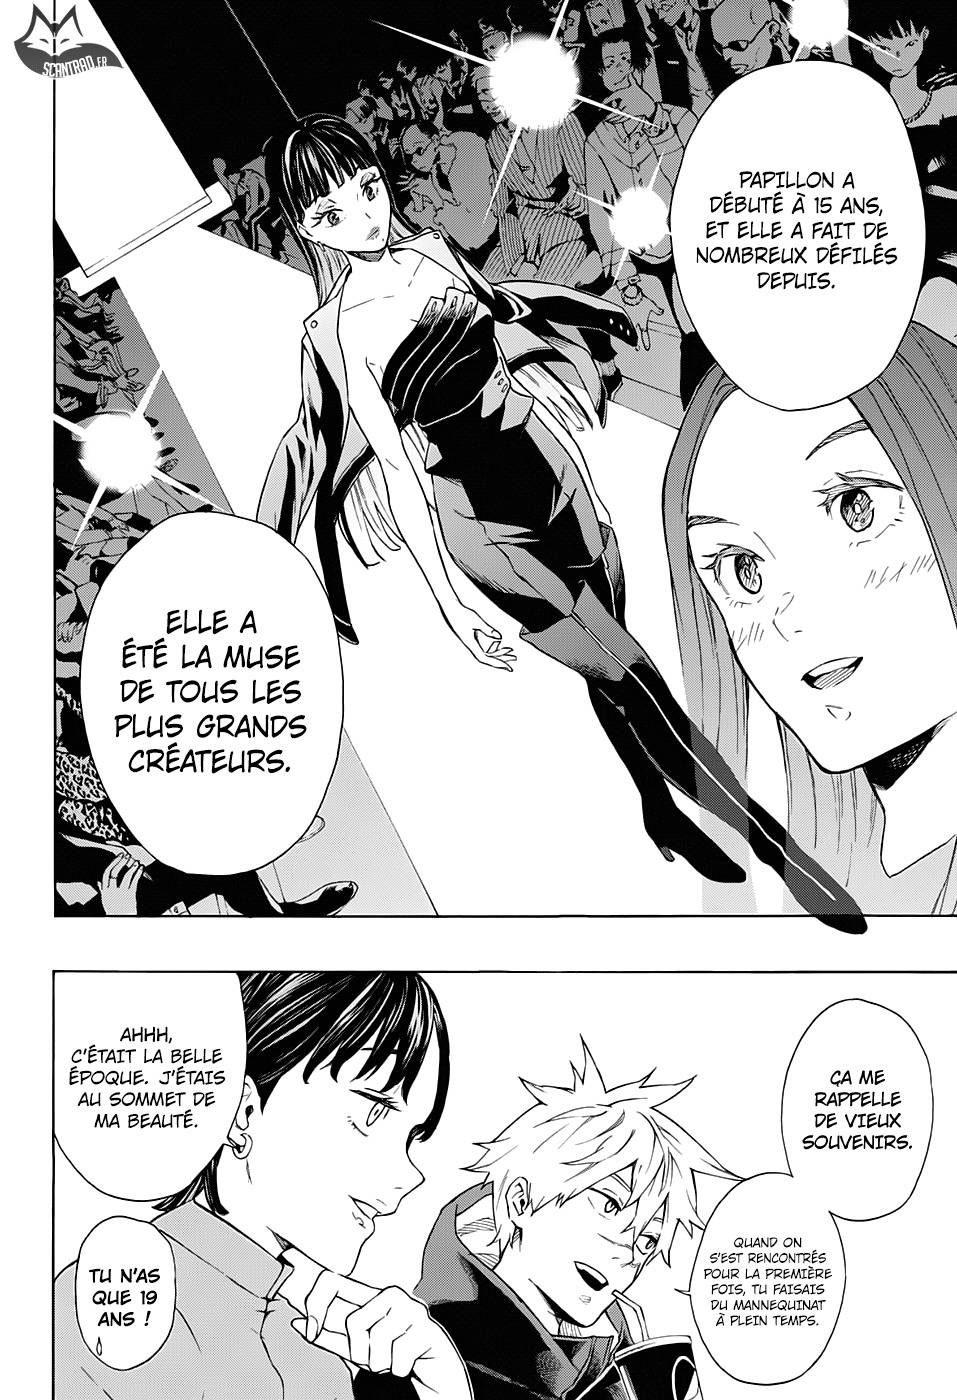 SCANTRAD.FR
PAPILLON A
DÉBUTÉ À 15 ANS,
ET ELLE A FAIT DE
NOMBREUX DÉFILÉS
DEPUIS.
ELLE A
ÉTÉ LA MUSE
DE TOUS LES
PLUS GRANDS
CRÉATEURS.
ÇA ME
RAPPELLE
DE VIEUX
SOUVENIRS.
QUAND ON
S'EST RENCONTRÉS
POUR LA PREMIÈRE
FOIS, TU FAISAIS
DU MANNEQUINAT
À PLEIN TEMPS.
AHHH,
C'ÉTAIT LA BELLE
ÉPOQUE. J'ÉTAIS
AU SOMMET DE
MA BEAUTÉ.
TU N'AS
QUE 19
ANS !